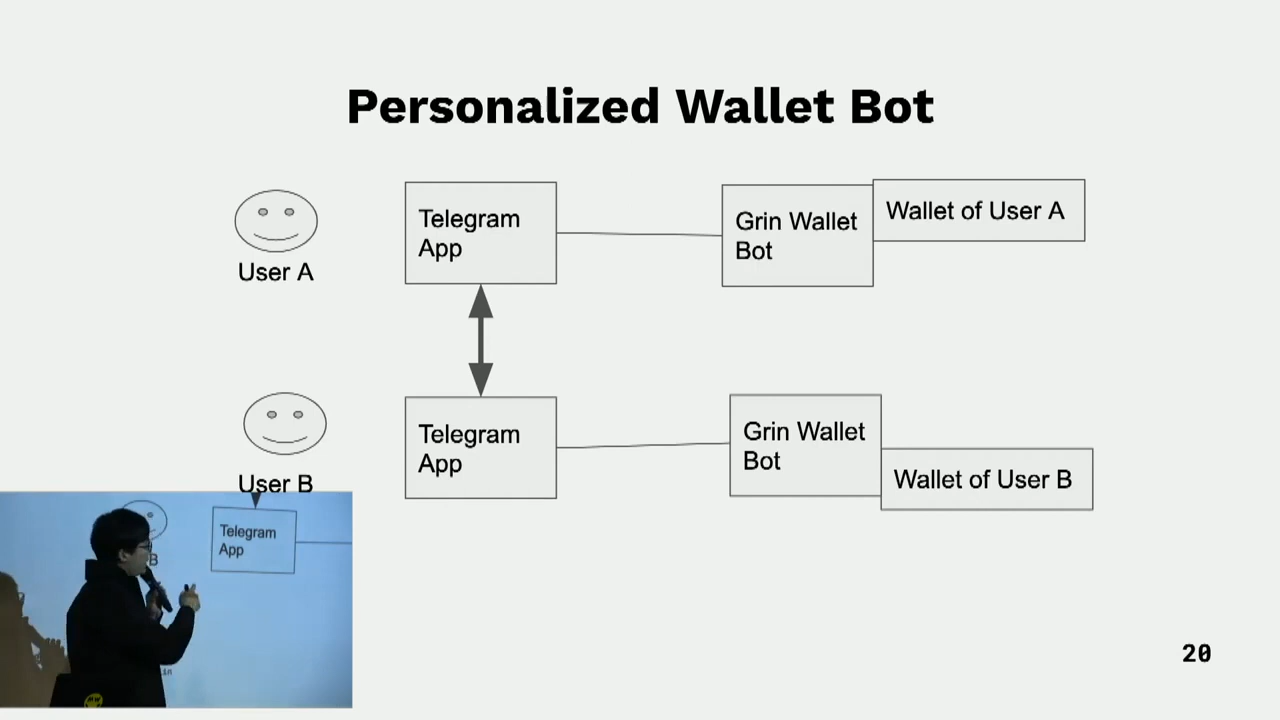 Personalized Wallet Bot
Telegram
App
Grin Wallet
Bot
Wallet of User A
User A
Telegram
App
Grin Wallet
Bot
Wallet of User B
User B
Telegram
App
B
20